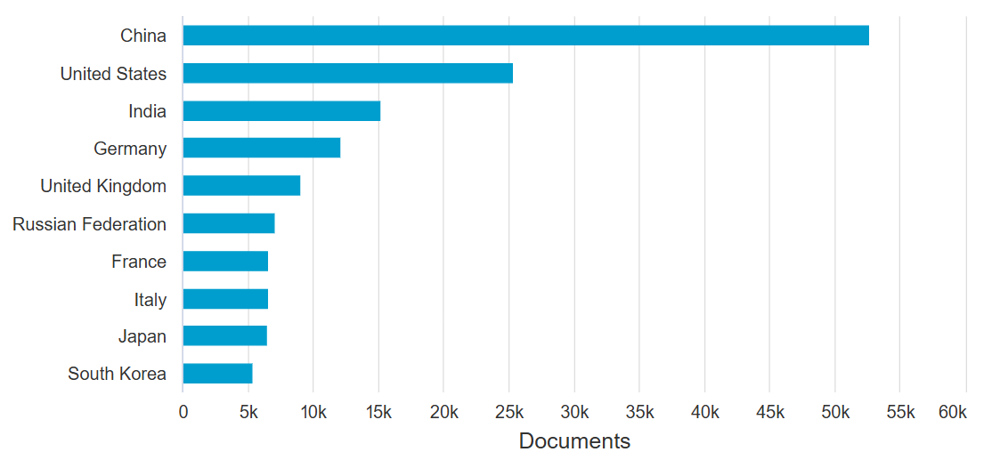 China
United States
India
Germany
United Kingdom
Russian Federation
France
Italy
Japan
South Korea
0 5k 10k 15k 20k 25k 30k 35k 40k 45k 50k 55k 60k
Documents